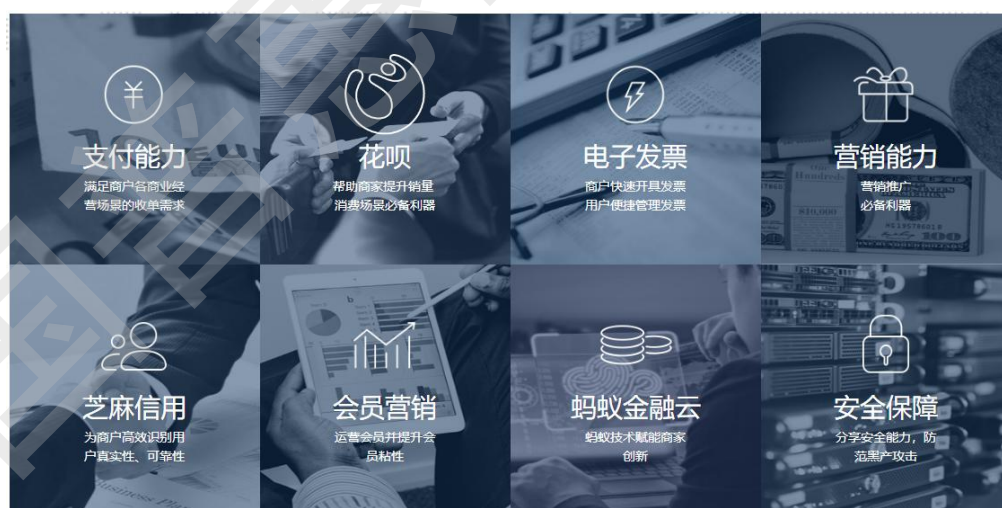 支付能力
满足商户各商业经
营场景的收单需求
花呗
帮助商家提升销量
消费场景必备利器
电子发票
商户快速开具发票
用户便捷管理发票
营销能力
营销推广
必备利器
芝麻信用
为商户高效识别用
户真实性、可靠性
会员营销
运营会员并提升会
员粘性
蚂蚁金融云
蚂蚁技术赋能商家
创新
安全保障
分享安全能力，防
范黑产攻击